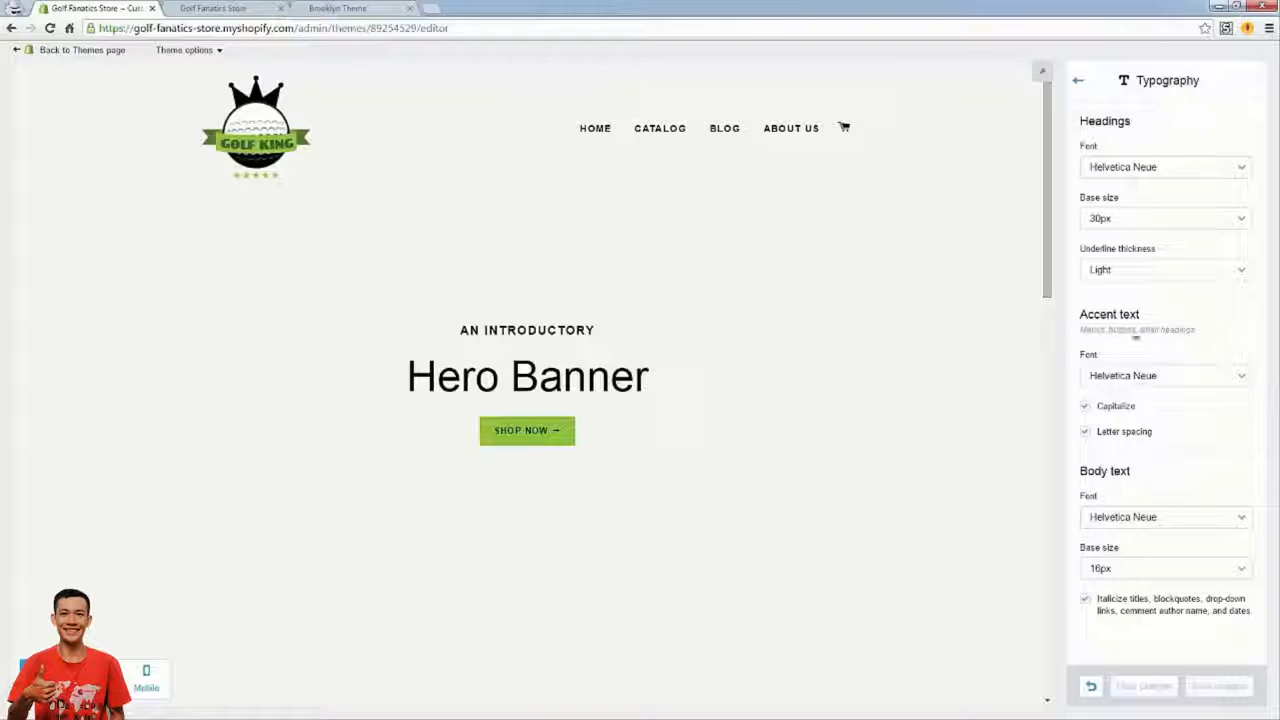 Golf Fanatics Store – Cus
Golf Fanatics Store
Brooklyn Theme
https://golf-fanatics-store.myshopify.com/admin/themes/89254529/editor
Back to Themes page
Theme options
GOLF KING
HOME
CATALOG
BLOG
ABOUT US
AN INTRODUCTORY
Hero Banner
SHOP NOW →
Mobile
Typography
Headings
Font
Helvetica Neue
Base size
30px
Underline thickness
Light
Accent text
Menus, buttons, small headings
Font
Helvetica Neue
Capitalize
Letter spacing
Body text
Font
Helvetica Neue
Base size
16px
Italicize titles, blockquotes, drop-down
links, comment author name, and dates.